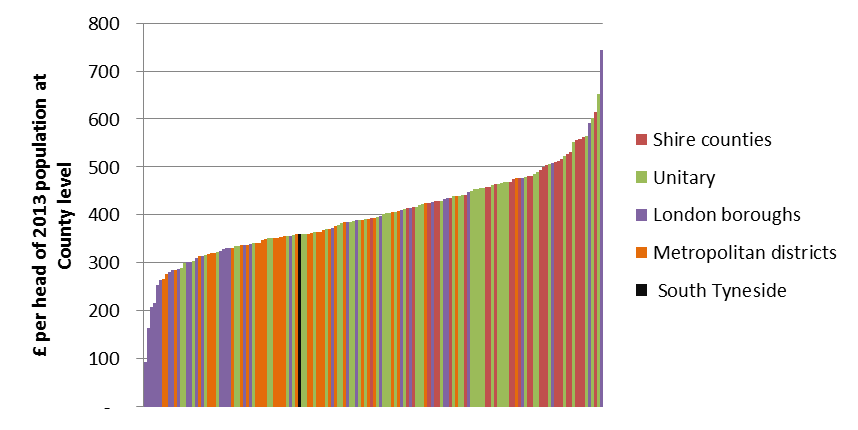 £ per head of 2013 population at
County level
800
700
600
500
400
300
200
100
-
Shire counties
Unitary
London boroughs
Metropolitan districts
South Tyneside